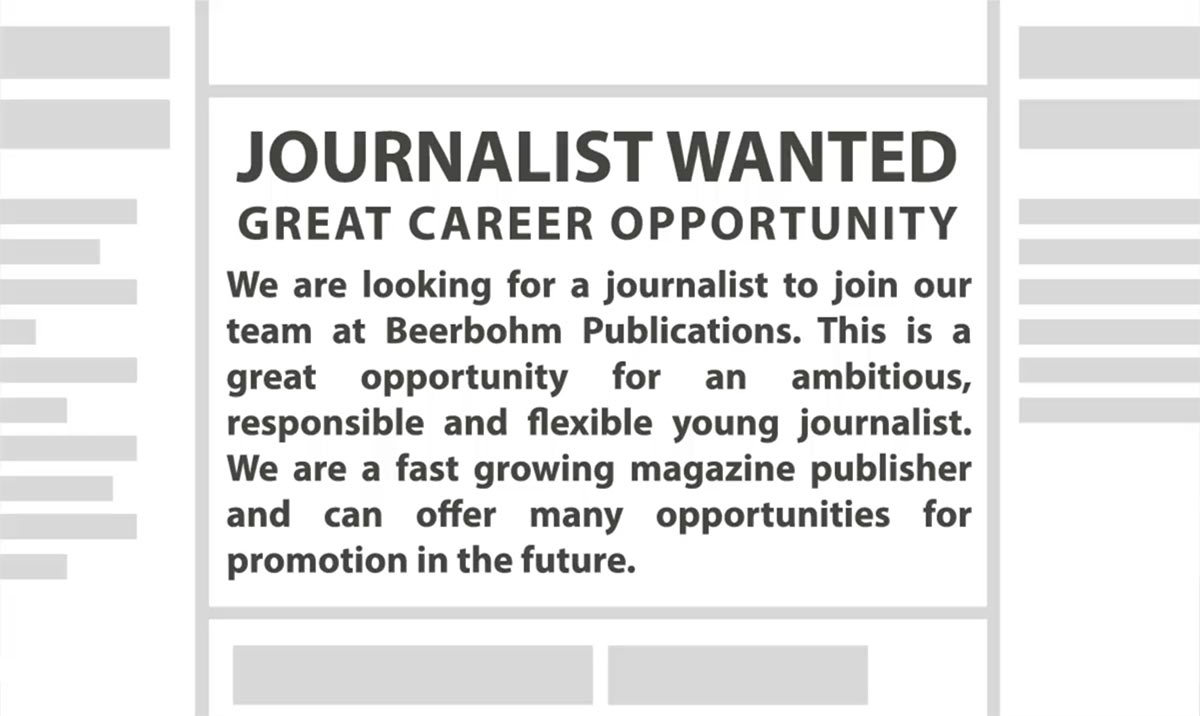 JOURNALIST WANTED
GREAT CAREER OPPORTUNITY
We are looking for a journalist to join our
team at Beerbohm Publications. This is a
great opportunity for an ambitious,
responsible and flexible young journalist.
We are a fast growing magazine publisher
and can offer many opportunities for
promotion in the future.